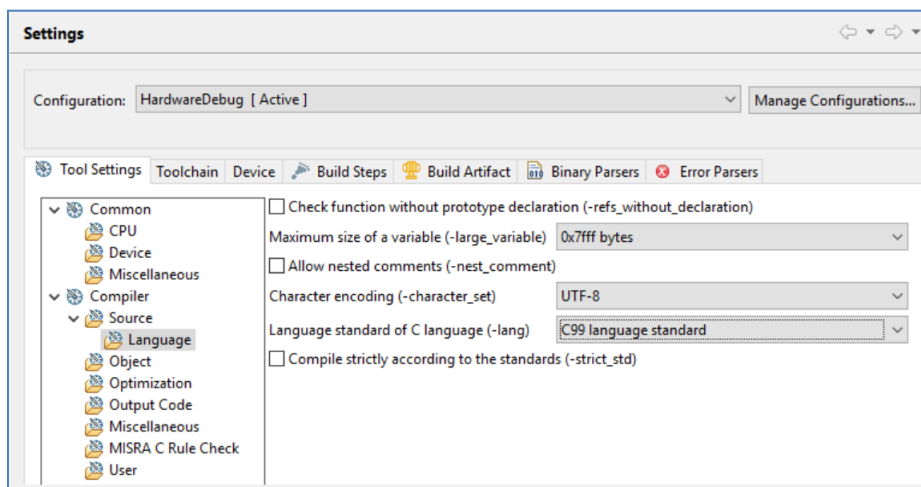 Settings
Configuration: HardwareDebug [ Active ] Manage Configurations...
Tool Settings Toolchain Device Build Steps Build Artifact Binary Parsers Error Parsers
Common
CPU
Device
Miscellaneous
Compiler
Source
Language
Object
Optimization
Output Code
Miscellaneous
MISRA C Rule Check
User
Check function without prototype declaration (-refs_without_declaration)
Maximum size of a variable (-large_variable) 0x7fff bytes
Allow nested comments (-nest_comment)
Character encoding (-character_set) UTF-8
Language standard of C language (-lang) C99 language standard
Compile strictly according to the standards (-strict_std)